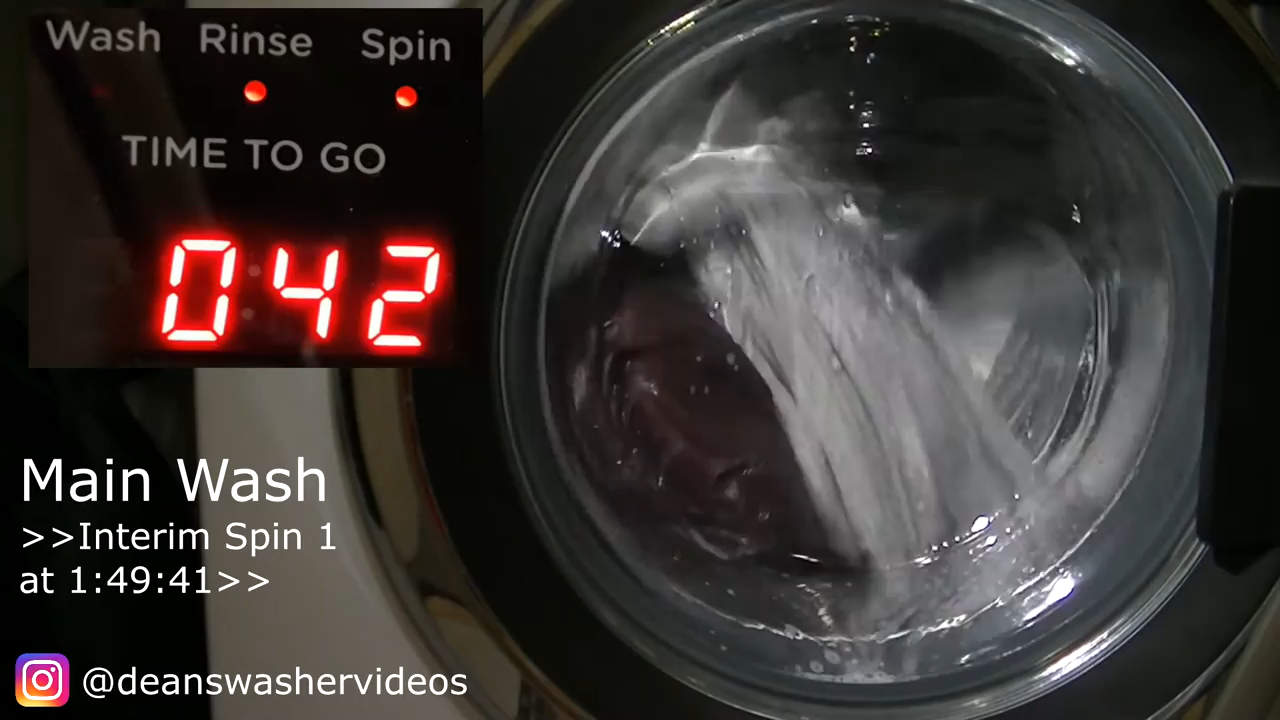 Wash Rinse Spin
TIME TO GO
042
Main Wash
>>Interim Spin 1
at 1:49:41>>
@deanswashervideos